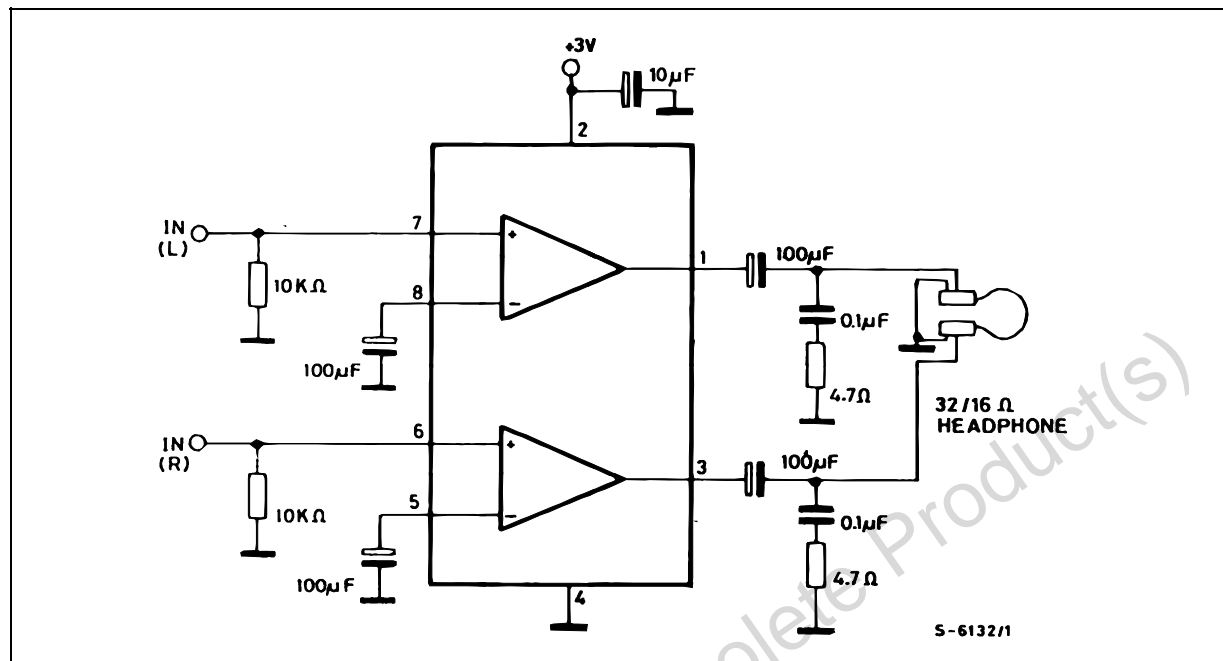 +3V
10µF
2
IN
(L)
7
10KΩ
8
100µF
1
100µF
0.1µF
4.7Ω
32/16 Ω
HEADPHONE
IN
(R)
6
10KΩ
5
100µF
3
100µF
0.1µF
4.7Ω
4
S-6132/1
olete Product(s)
+
-
+
-